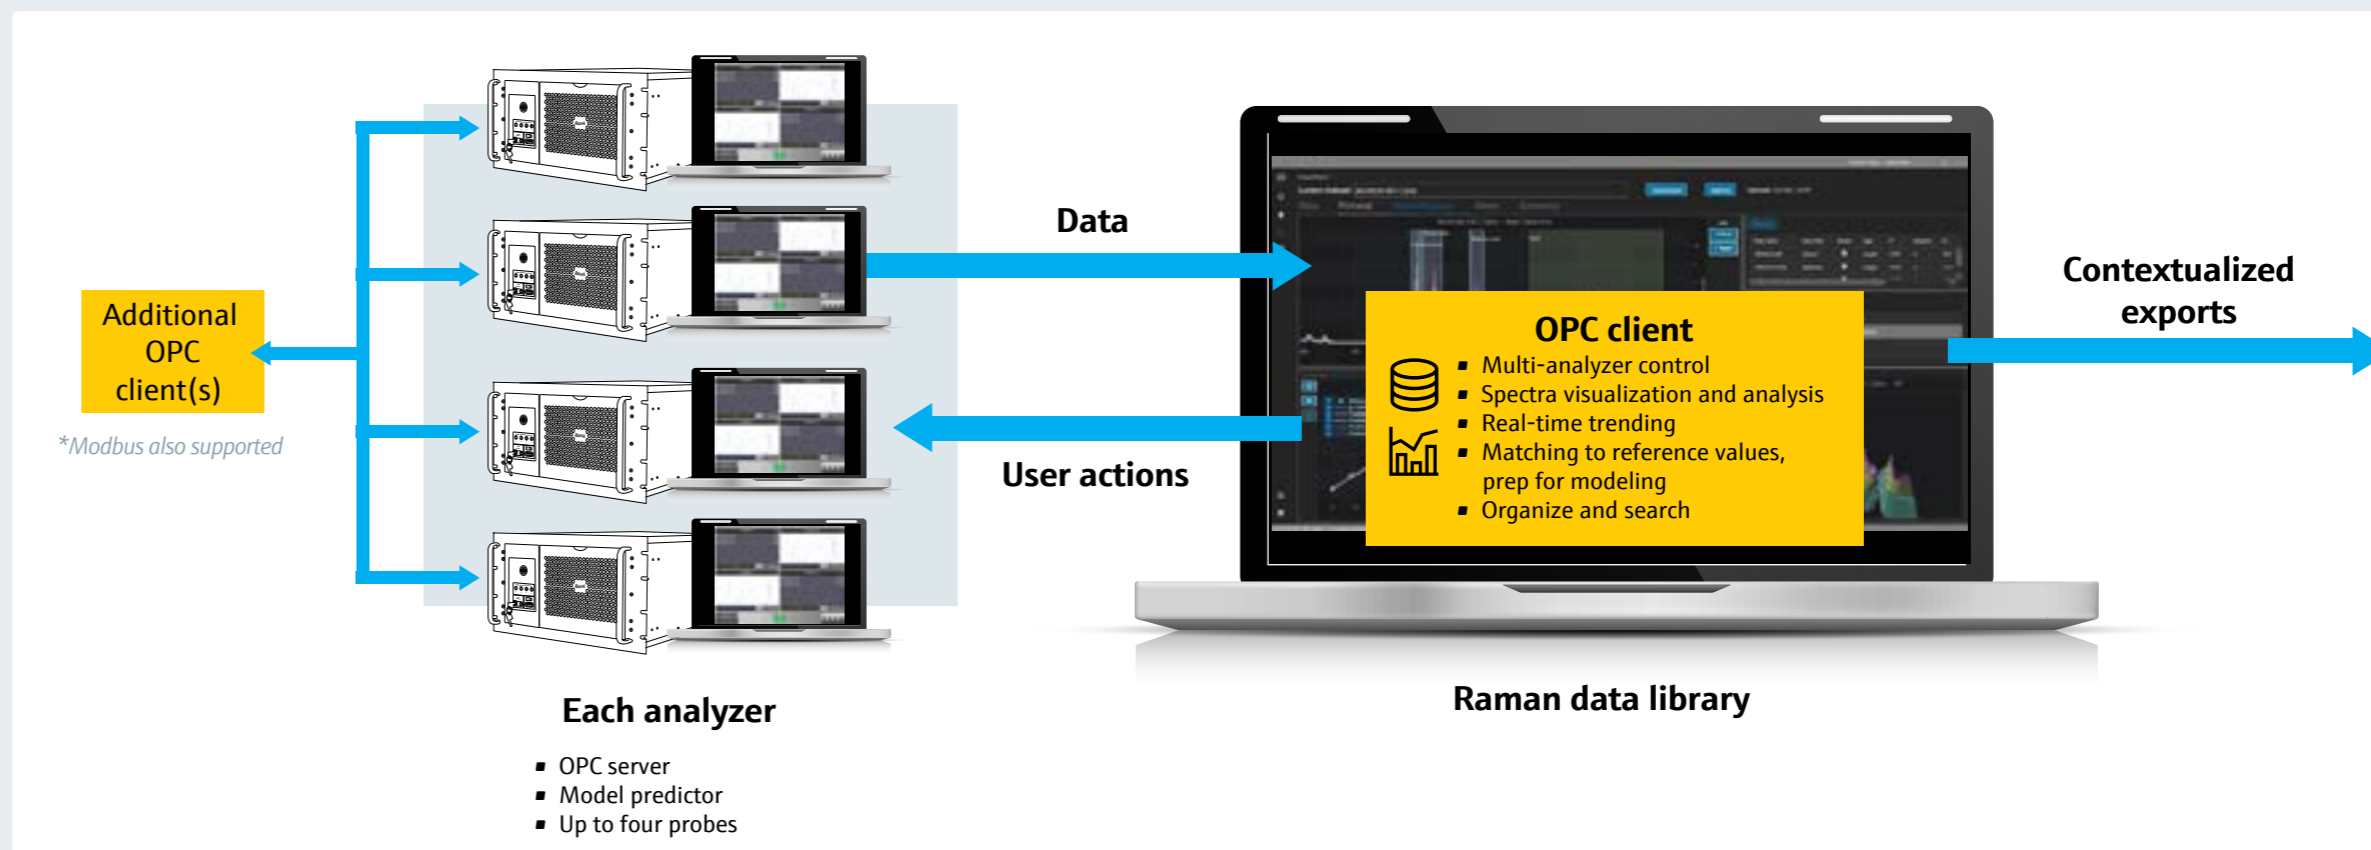 Additional
OPC
client(s)
*Modbus also supported
Each analyzer
▪ OPC server
▪ Model predictor
▪ Up to four probes
Data
User actions
OPC client
▪ Multi-analyzer control
▪ Spectra visualization and analysis
▪ Real-time trending
▪ Matching to reference values,
prep for modeling
▪ Organize and search
Raman data library
Contextualized
exports